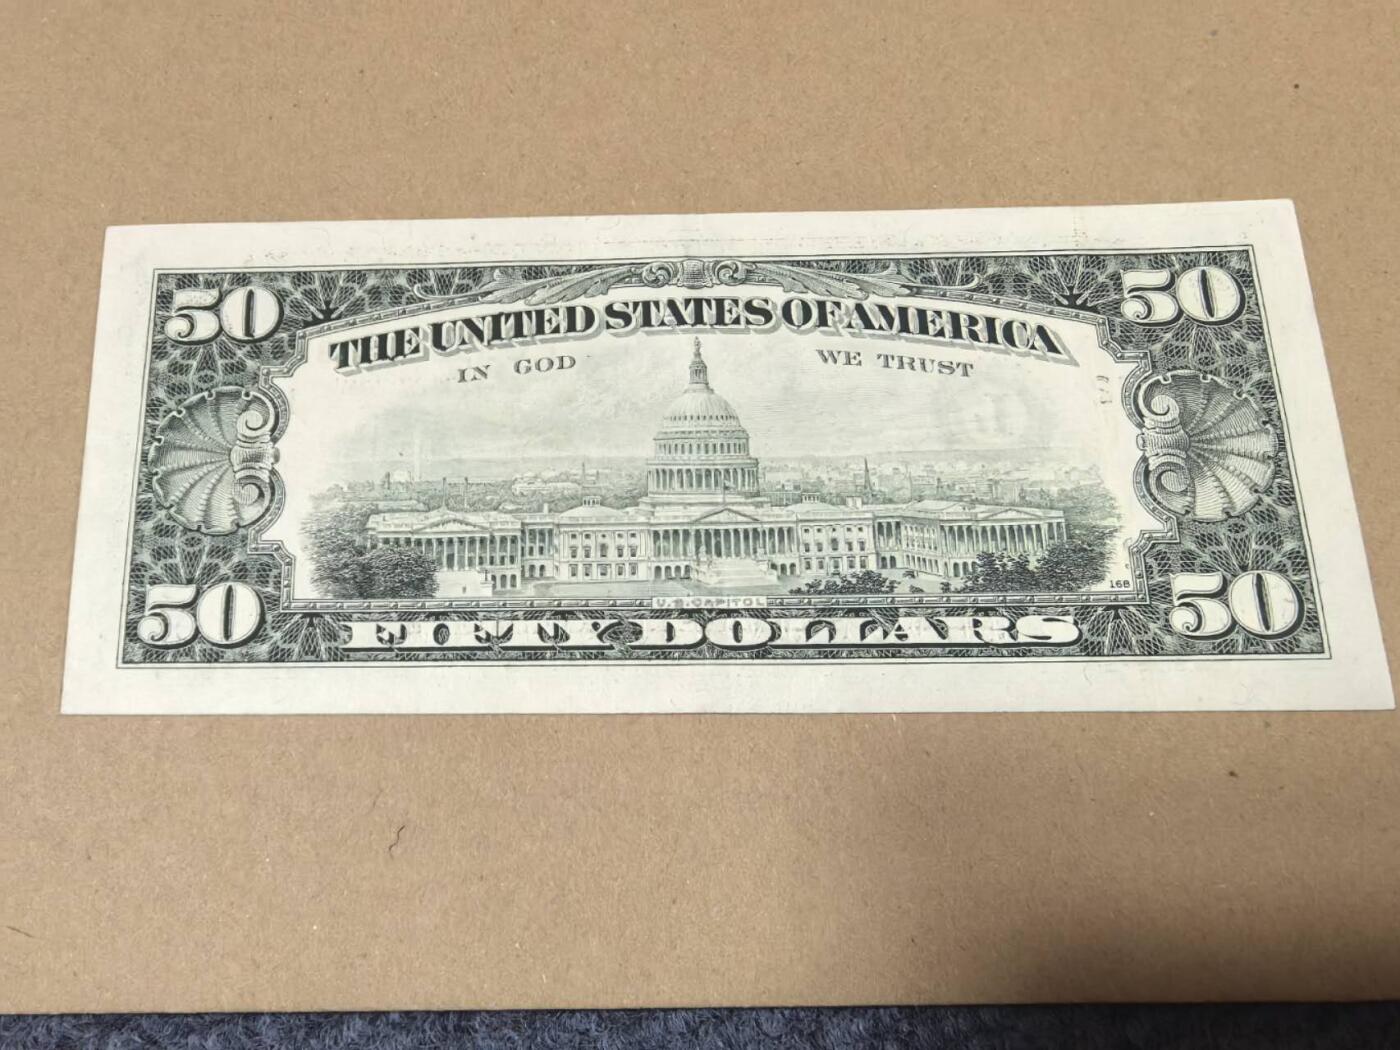 50 50
THE UNITED STATES OF AMERICA
IN GOD WE TRUST
168
U.S. CAPITOL
50 50
FIFTY DOLLARS